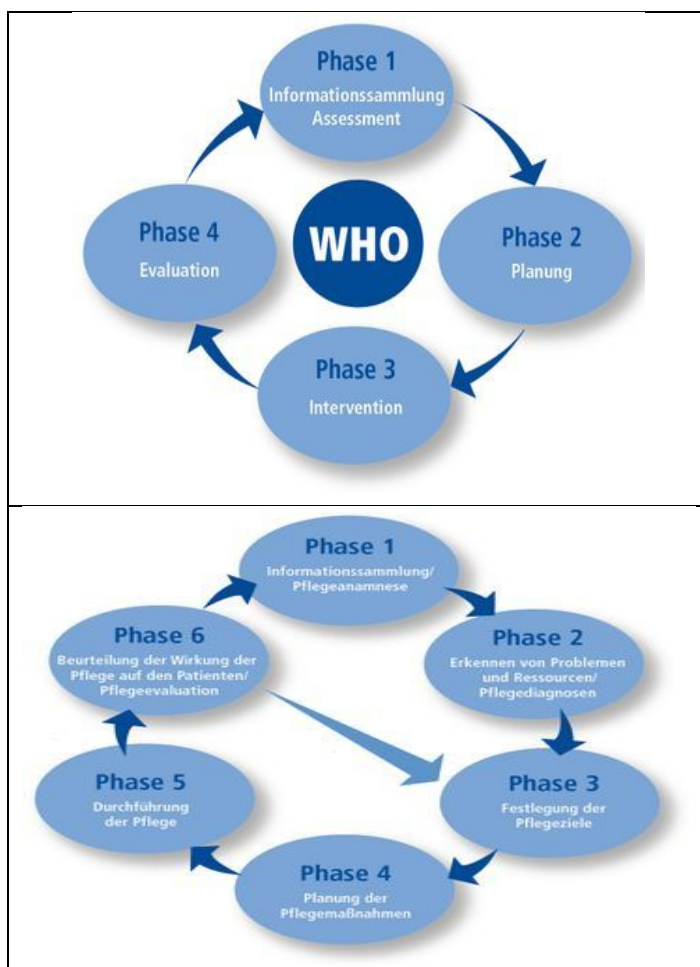 Phase 1
Informationssammlung
Assessment
Phase 4
Evaluation
WHO
Phase 2
Planung
Phase 3
Intervention
Phase 1
Informationssammlung/
Pflegeanamnese
Phase 6
Beurteilung der Wirkung der
Pflege auf den Patienten/
Pflegeevaluation
Phase 2
Erkennen von Problemen
und Ressourcen/
Pflegediagnosen
Phase 5
Durchführung
der Pflege
Phase 3
Festlegung der
Pflegeziele
Phase 4
Planung der
Pflegemaßnahmen